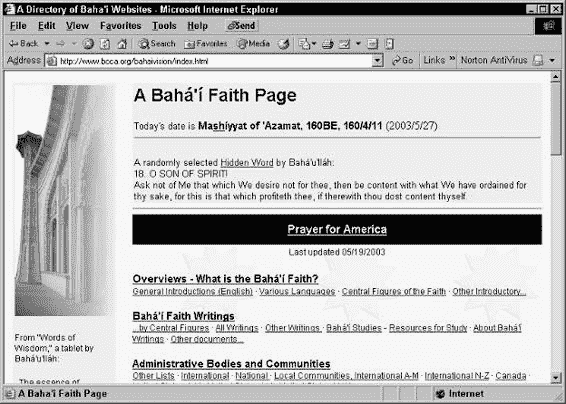 A Directory of Baha'i Websites - Microsoft Internet Explorer
File Edit View Favorites Tools Help Send
Back Search Favorites Media
Address http://www.bcca.org/bahaivision/index.html Go Links » Norton AntiVirus
A Bahá'í Faith Page
Today's date is Mashíyyat of 'Azamat, 160BE, 160/4/11 (2003/5/27)
A randomly selected Hidden Word by Bahá'u'lláh:
18. O SON OF SPIRIT!
Ask not of Me that which We desire not for thee, then be content with what We have ordained for
thy sake, for this is that which profiteth thee, if therewith thou dost content thyself.
Prayer for America
Last updated 05/19/2003
Overviews - What is the Bahá'í Faith?
General Introductions (English) · Various Languages · Central Figures of the Faith · Other Introductory...
Bahá'í Faith Writings
...by Central Figures · All Writings · Other Writings · Bahá'í Studies - Resources for Study · About Bahá'í
Writings · Other documents...
From "Words of
Wisdom," a tablet by
Bahá'u'lláh:
The essence of
Administrative Bodies and Communities
Other Lists · International · National · Local Communities, International A-M · International N-Z · Canada ·
A Baha'i Faith Page Internet